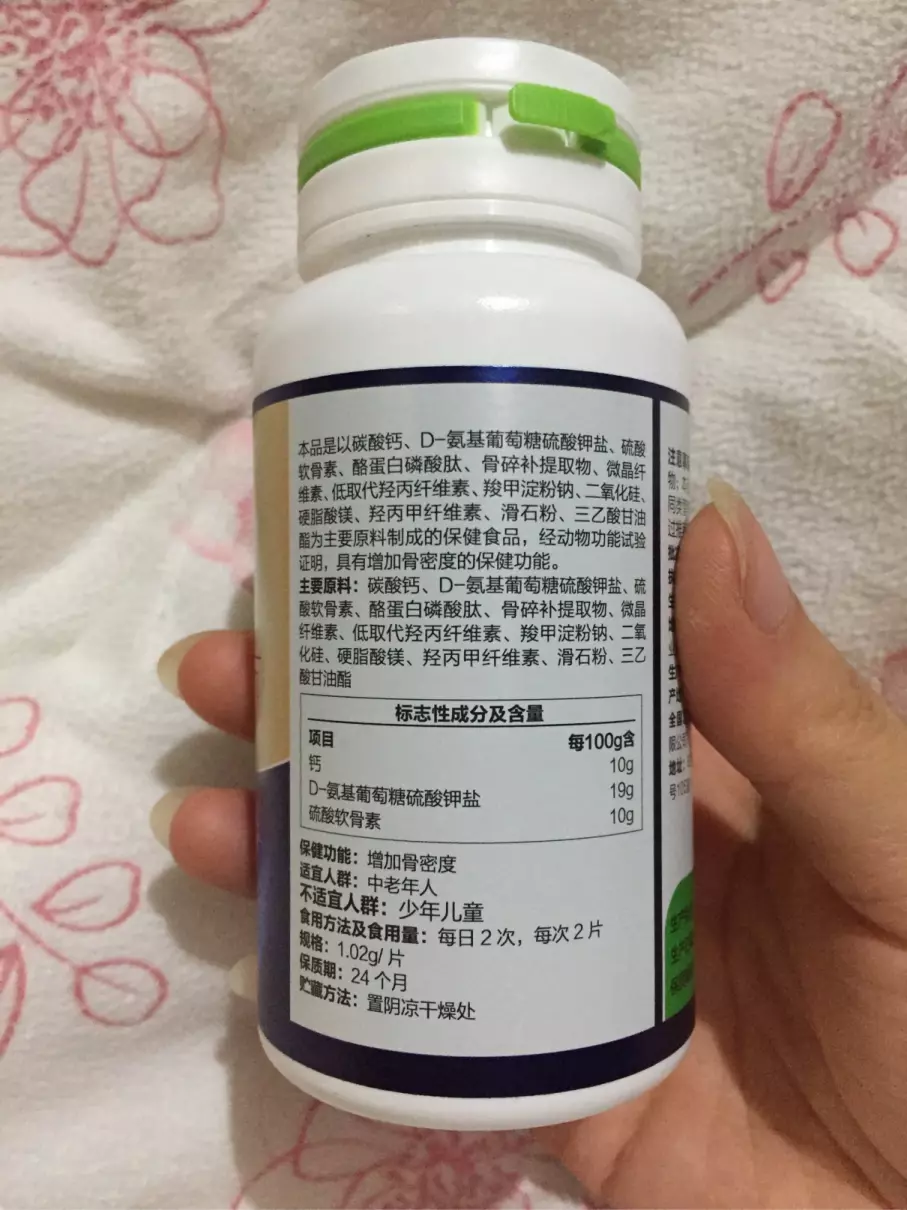 本品是以碳酸钙、D-氨基葡萄糖硫酸钾盐、硫酸
软骨素、酪蛋白磷酸肽、骨碎补提取物、微晶纤
维素、低取代羟丙纤维素、羧甲淀粉钠、二氧化硅、
硬脂酸镁、羟丙甲纤维素、滑石粉、三乙酸甘油
酯为主要原料制成的保健食品，经动物功能试验
证明，具有增加骨密度的保健功能。
主要原料：碳酸钙、D-氨基葡萄糖硫酸钾盐、硫
酸软骨素、酪蛋白磷酸肽、骨碎补提取物、微晶
纤维素、低取代羟丙纤维素、羧甲淀粉钠、二氧
化硅、硬脂酸镁、羟丙甲纤维素、滑石粉、三乙
酸甘油酯
标志性成分及含量
项目 每100g含
钙 10g
D-氨基葡萄糖硫酸钾盐 19g
硫酸软骨素 10g
保健功能：增加骨密度
适宜人群：中老年人
不适宜人群：少年儿童
食用方法及食用量：每日2次，每次2片
规格：1.02g/片
保质期：24个月
贮藏方法：置阴凉干燥处
注意
物，
同类
过
全国
限公
地址：